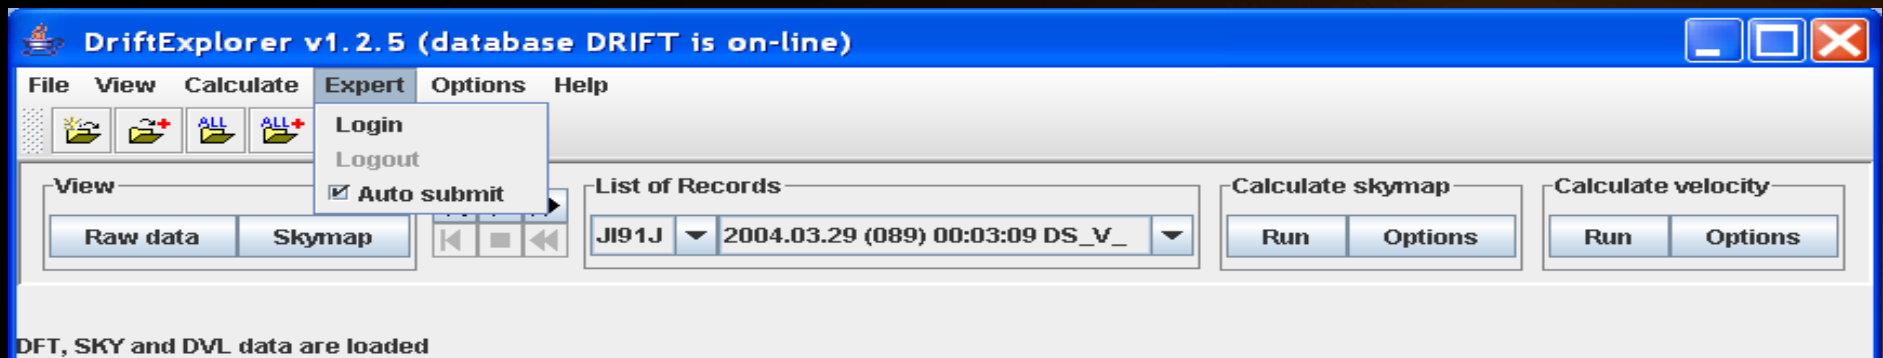 DriftExplorer v1.2.5 (database DRIFT is on-line)
File View Calculate Expert Options Help
ALL ALL+
Login
Logout
Auto submit
View
Raw data Skymap
List of Records
JI91J 2004.03.29 (089) 00:03:09 DS_V_
Calculate skymap
Run Options
Calculate velocity
Run Options
DFT, SKY and DVL data are loaded